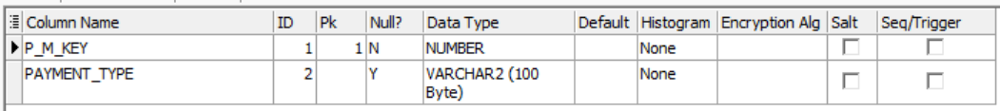 Column Name ID Pk Null? Data Type Default Histogram Encryption Alg Salt Seq/Trigger
P_M_KEY 1 1 N NUMBER None
PAYMENT_TYPE 2 Y VARCHAR2 (100 None
Byte)